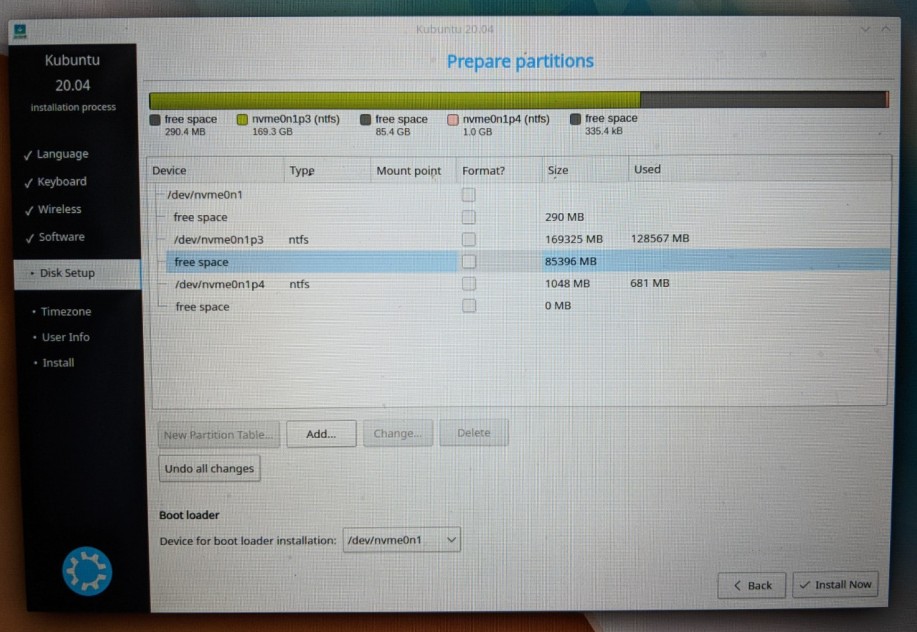 Kubuntu 20.04
Kubuntu
20.04
installation process
✓ Language
✓ Keyboard
✓ Wireless
✓ Software
• Disk Setup
• Timezone
• User Info
• Install
Prepare partitions
free space nvme0n1p3 (ntfs) free space nvme0n1p4 (ntfs) free space
290.4 MB 169.3 GB 85.4 GB 1.0 GB 335.4 kB
Device Type Mount point Format? Size Used
/dev/nvme0n1
free space 290 MB
/dev/nvme0n1p3 ntfs 169325 MB 128567 MB
free space 85396 MB
/dev/nvme0n1p4 ntfs 1048 MB 681 MB
free space 0 MB
New Partition Table... Add... Change... Delete
Undo all changes
Boot loader
Device for boot loader installation: /dev/nvme0n1
Back Install Now